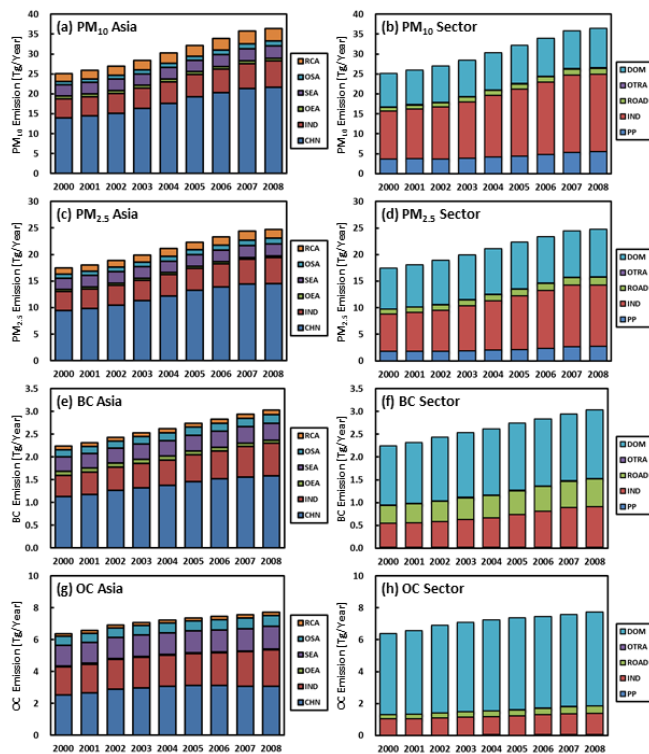 (a) PM10 Asia
PM10 Emission [Tg/Year]
40
35
30
25
20
15
10
5
0
2000 2001 2002 2003 2004 2005 2006 2007 2008
RCA
OSA
SEA
OEA
IND
CHN
(b) PM10 Sector
PM10 Emission [Tg/Year]
40
35
30
25
20
15
10
5
0
2000 2001 2002 2003 2004 2005 2006 2007 2008
DOM
OTRA
ROAD
IND
PP
(c) PM2.5 Asia
PM2.5 Emission [Tg/Year]
30
25
20
15
10
5
0
2000 2001 2002 2003 2004 2005 2006 2007 2008
RCA
OSA
SEA
OEA
IND
CHN
(d) PM2.5 Sector
PM2.5 Emission [Tg/Year]
30
25
20
15
10
5
0
2000 2001 2002 2003 2004 2005 2006 2007 2008
DOM
OTRA
ROAD
IND
PP
(e) BC Asia
BC Emission [Tg/Year]
3.5
3.0
2.5
2.0
1.5
1.0
0.5
0.0
2000 2001 2002 2003 2004 2005 2006 2007 2008
RCA
OSA
SEA
OEA
IND
CHN
(f) BC Sector
BC Emission [Tg/Year]
3.5
3.0
2.5
2.0
1.5
1.0
0.5
0.0
2000 2001 2002 2003 2004 2005 2006 2007 2008
DOM
OTRA
ROAD
IND
PP
(g) OC Asia
OC Emission [Tg/Year]
10
8
6
4
2
0
2000 2001 2002 2003 2004 2005 2006 2007 2008
RCA
OSA
SEA
OEA
IND
CHN
(h) OC Sector
OC Emission [Tg/Year]
10
8
6
4
2
0
2000 2001 2002 2003 2004 2005 2006 2007 2008
DOM
OTRA
ROAD
IND
PP